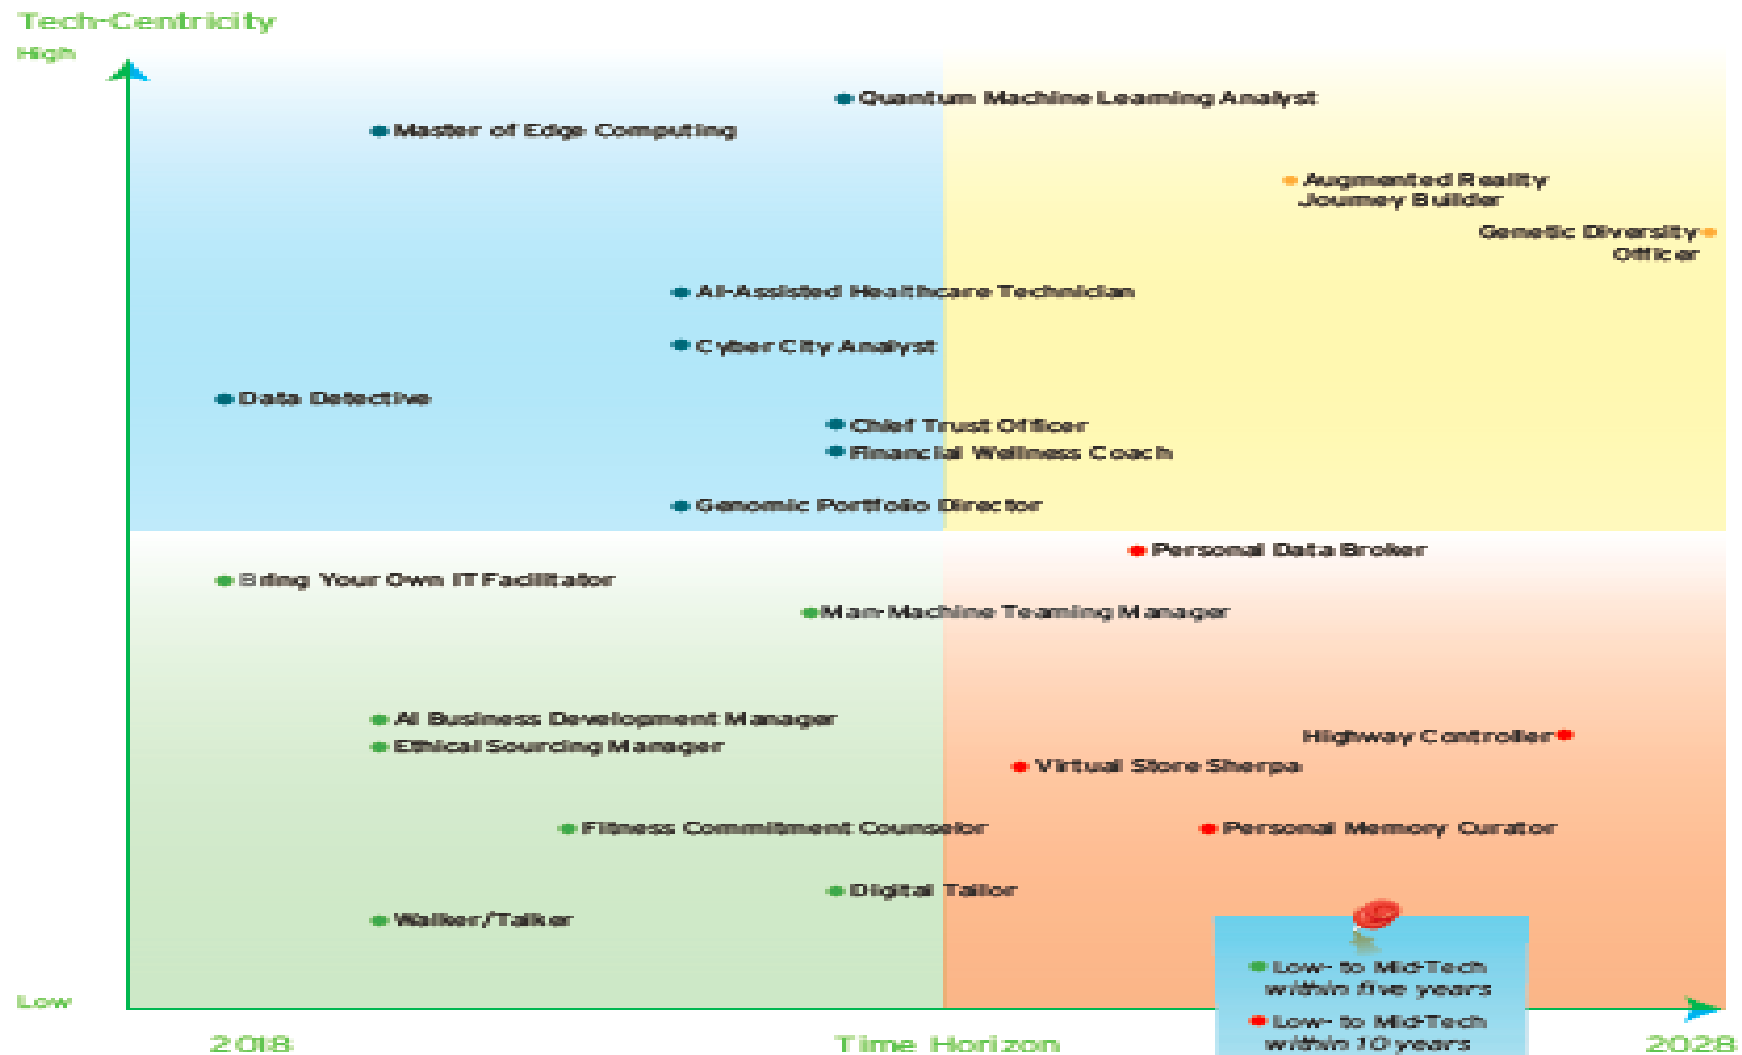 Tech-Centricity
High
Quantum Machine Learning Analyst
Master of Edge Computing
Augmented Reality
Journey Builder
Genetic Diversity
Officer
AI-Assisted Healthcare Technician
Cyber City Analyst
Data Detective
Chief Trust Officer
Financial Wellness Coach
Genomic Portfolio Director
Personal Data Broker
Bring Your Own IT Facilitator
Man-Machine Teaming Manager
AI Business Development Manager
Highway Controller
Ethical Sourcing Manager
Virtual Store Sherpa
Fitness Commitment Counselor
Personal Memory Curator
Digital Tailor
Walker/Talker
Low- to Mid-Tech
within five years
Low
Low- to Mid-Tech
within 10 years
2018
Time Horizon
2028